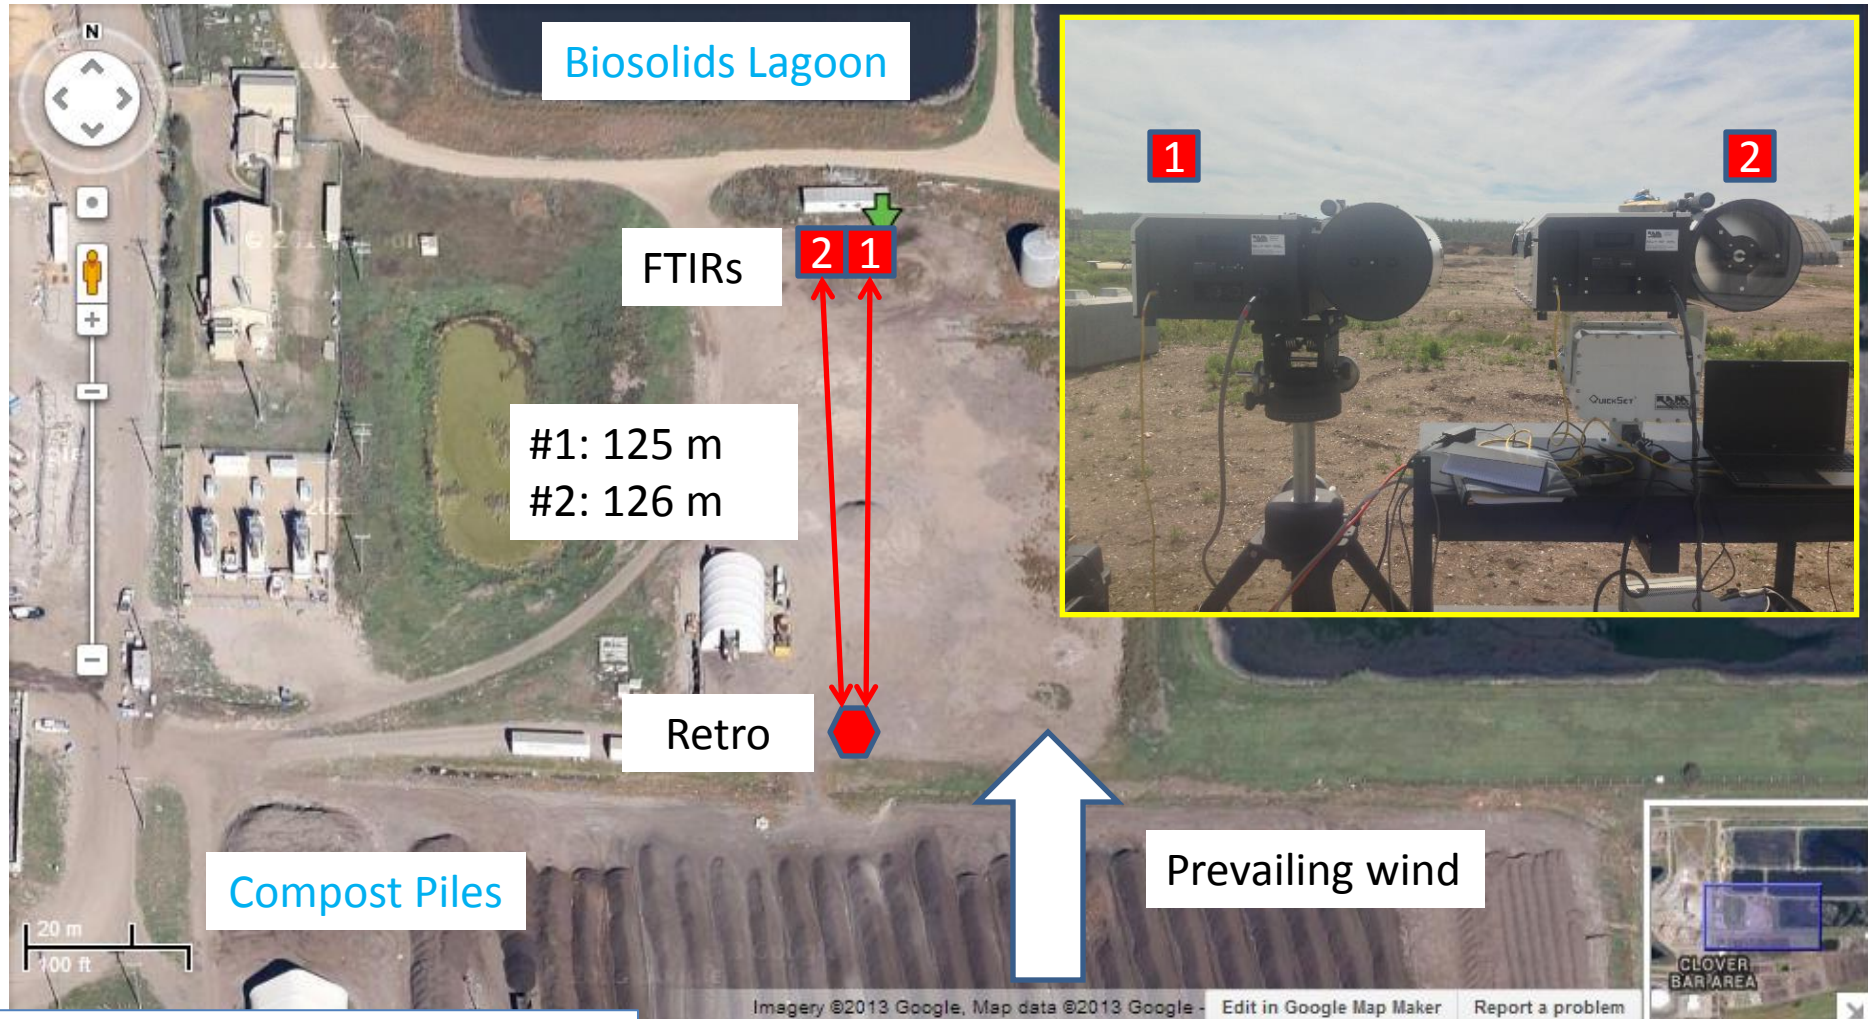 N
Biosolids Lagoon
1
2
FTIRs
2
1
#1: 125 m
#2: 126 m
QUICKSET
RAM
Retro
Prevailing wind
Compost Piles
20 m
100 ft
CLOVER
BAR AREA
Imagery ©2013 Google, Map data ©2013 Google -
Edit in Google Map Maker
Report a problem